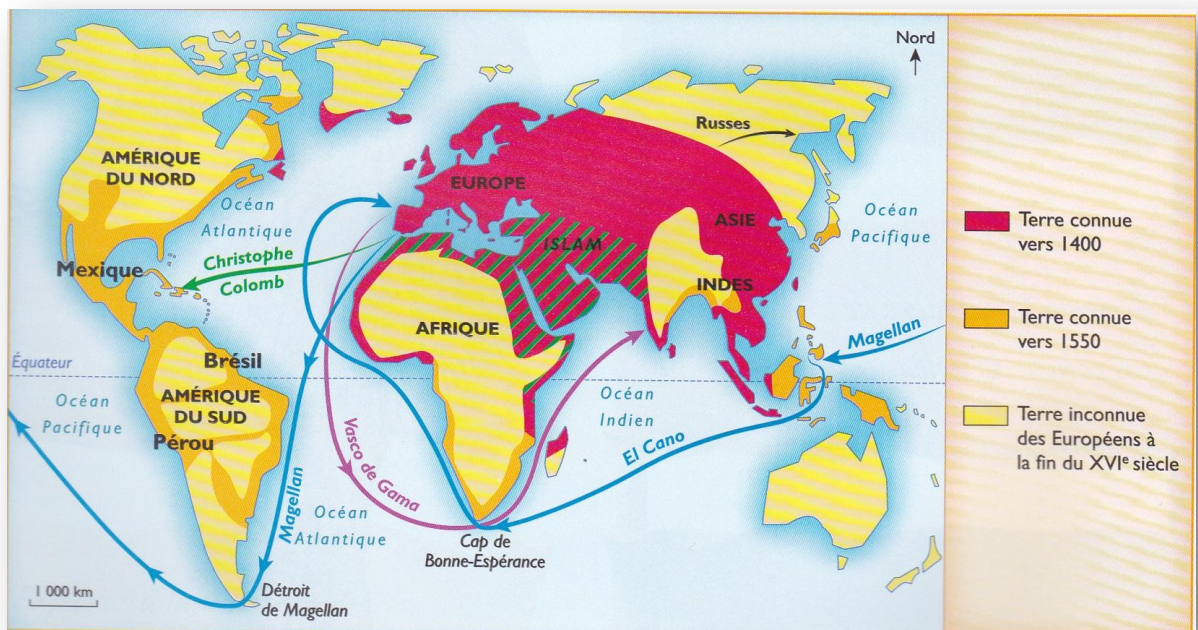 Nord
Russes
AMÉRIQUE
DU NORD
EUROPE
ASIE
Océan
Atlantique
Océan
Pacifique
ISLAM
Christophe
Colomb
Mexique
INDES
AFRIQUE
Magellan
Équateur
Brésil
Océan
Pacifique
AMÉRIQUE
DU SUD
Pérou
Océan
Indien
El Cano
Vasco de Gama
Magellan
Océan
Atlantique
Cap de
Bonne-Espérance
Détroit
de Magellan
1 000 km
Terre connue
vers 1400
Terre connue
vers 1550
Terre inconnue
des Européens à
la fin du XVIe siècle